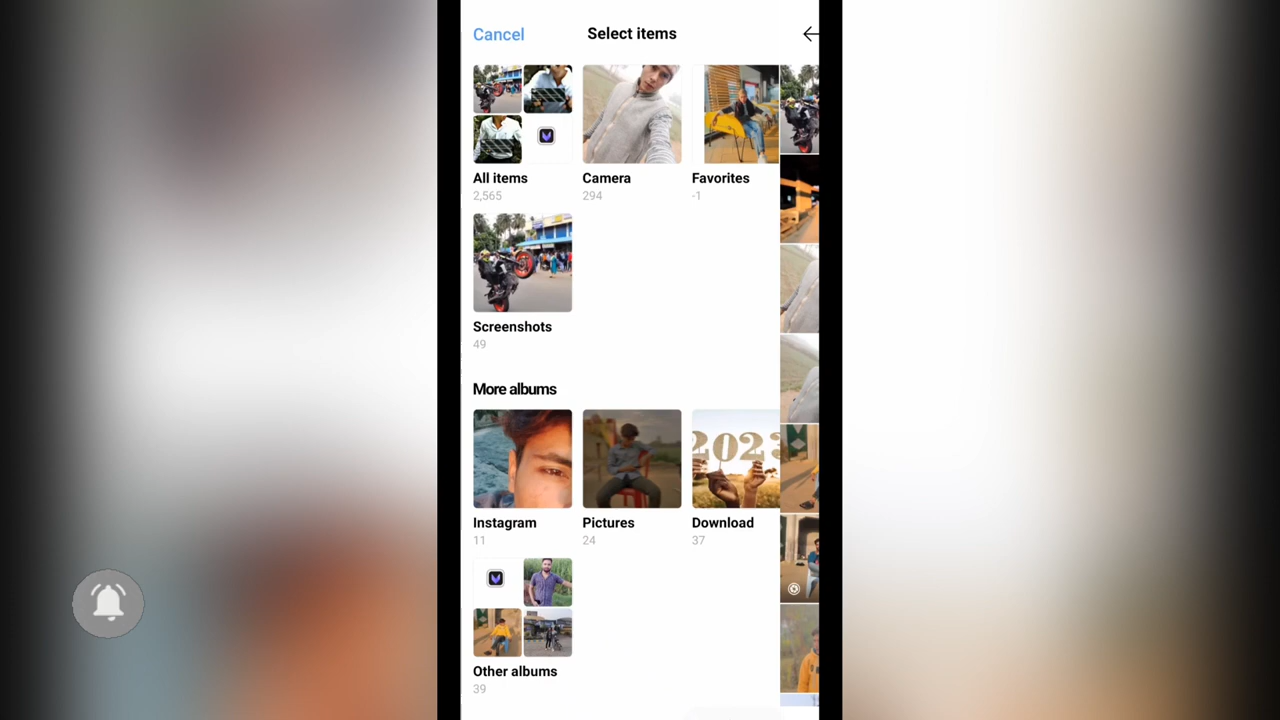 Cancel
Select items
All items
2,565
Camera
294
Favorites
-1
Screenshots
49
More albums
2023
Instagram
11
Pictures
24
Download
37
Other albums
39